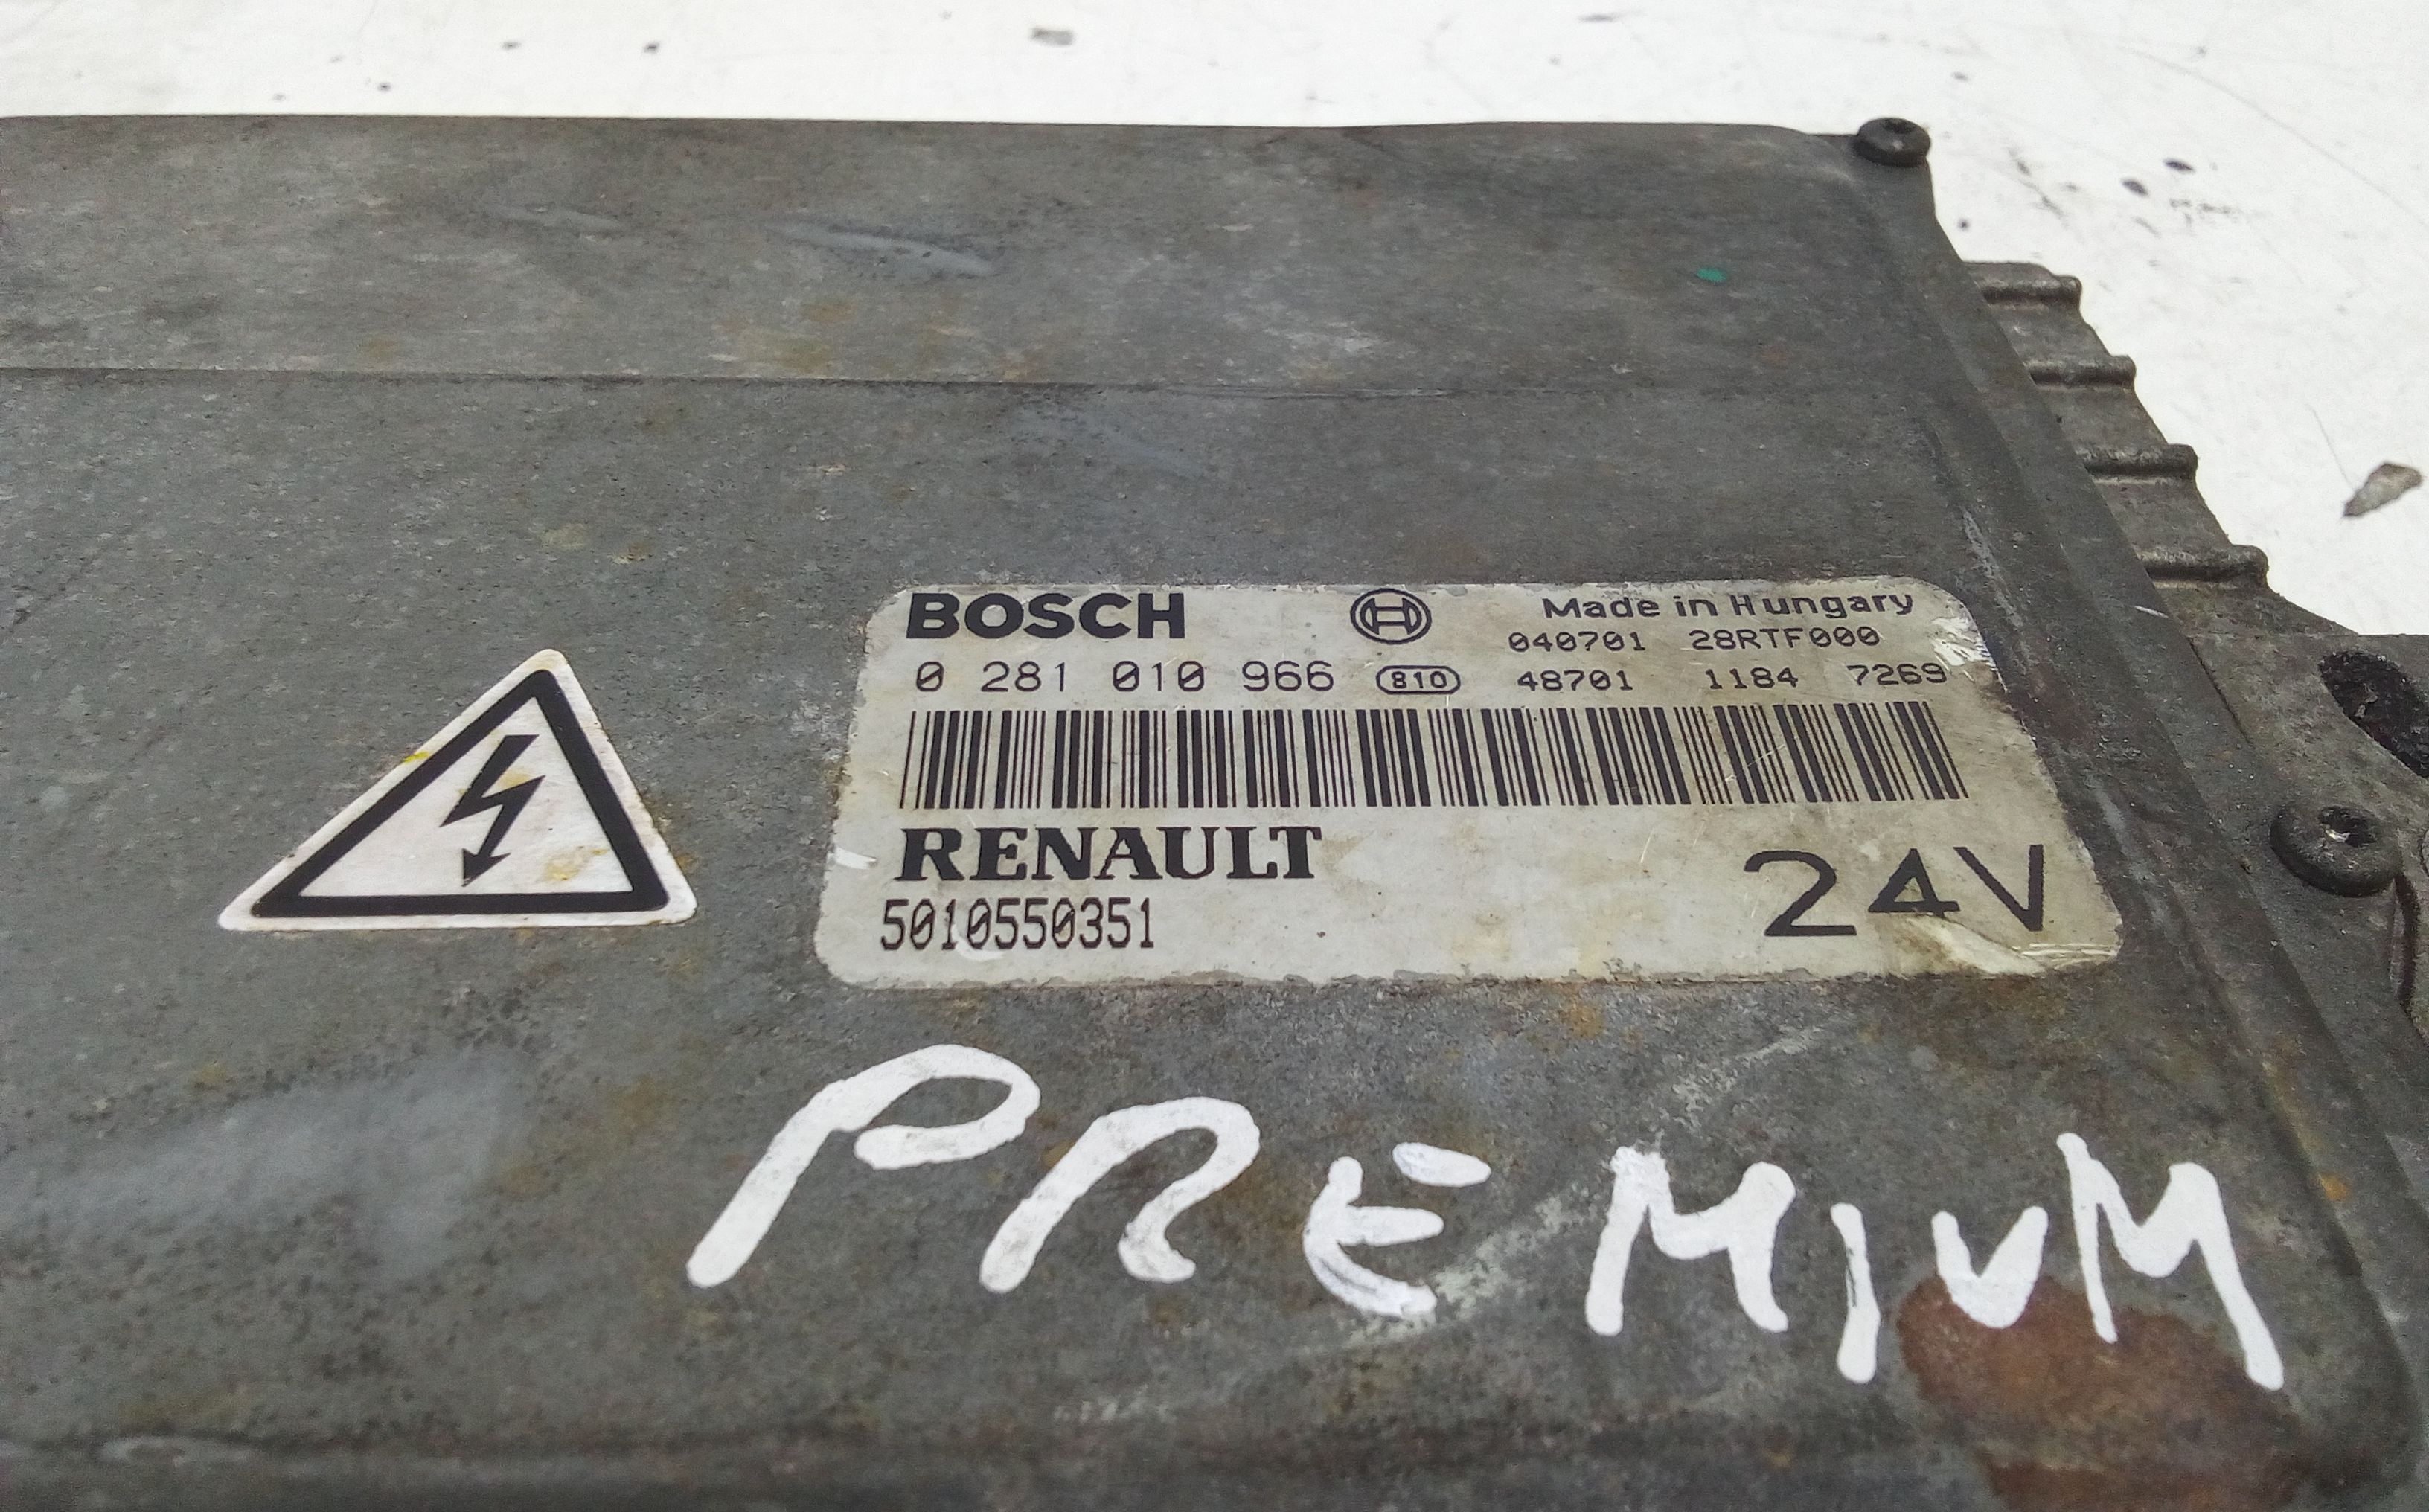 BOSCH Made in Hungary
040701 28RTF000
0 281 010 966 810 48701 1184 7269
RENAULT
24V
5010550351
PREMIUM